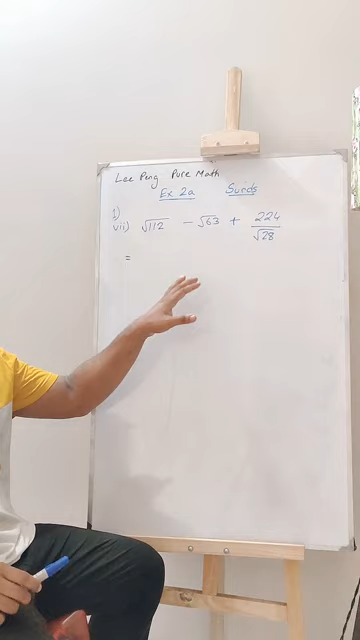 Lee Peng Pure Math
Ex 2a Surds
1)
vii) √112 - √63 + 224/√28
=